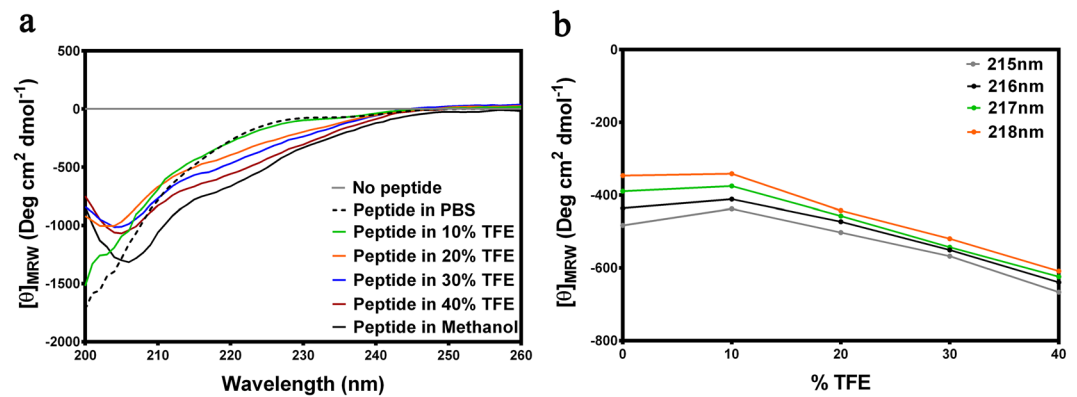 a
[θ]MRW (Deg cm² dmol⁻¹)
500
0
-500
-1000
-1500
-2000
200
210
220
230
240
250
260
Wavelength (nm)
No peptide
Peptide in PBS
Peptide in 10% TFE
Peptide in 20% TFE
Peptide in 30% TFE
Peptide in 40% TFE
Peptide in Methanol
b
[θ]MRW (Deg cm² dmol⁻¹)
0
-200
-400
-600
-800
0
10
20
30
40
% TFE
215nm
216nm
217nm
218nm